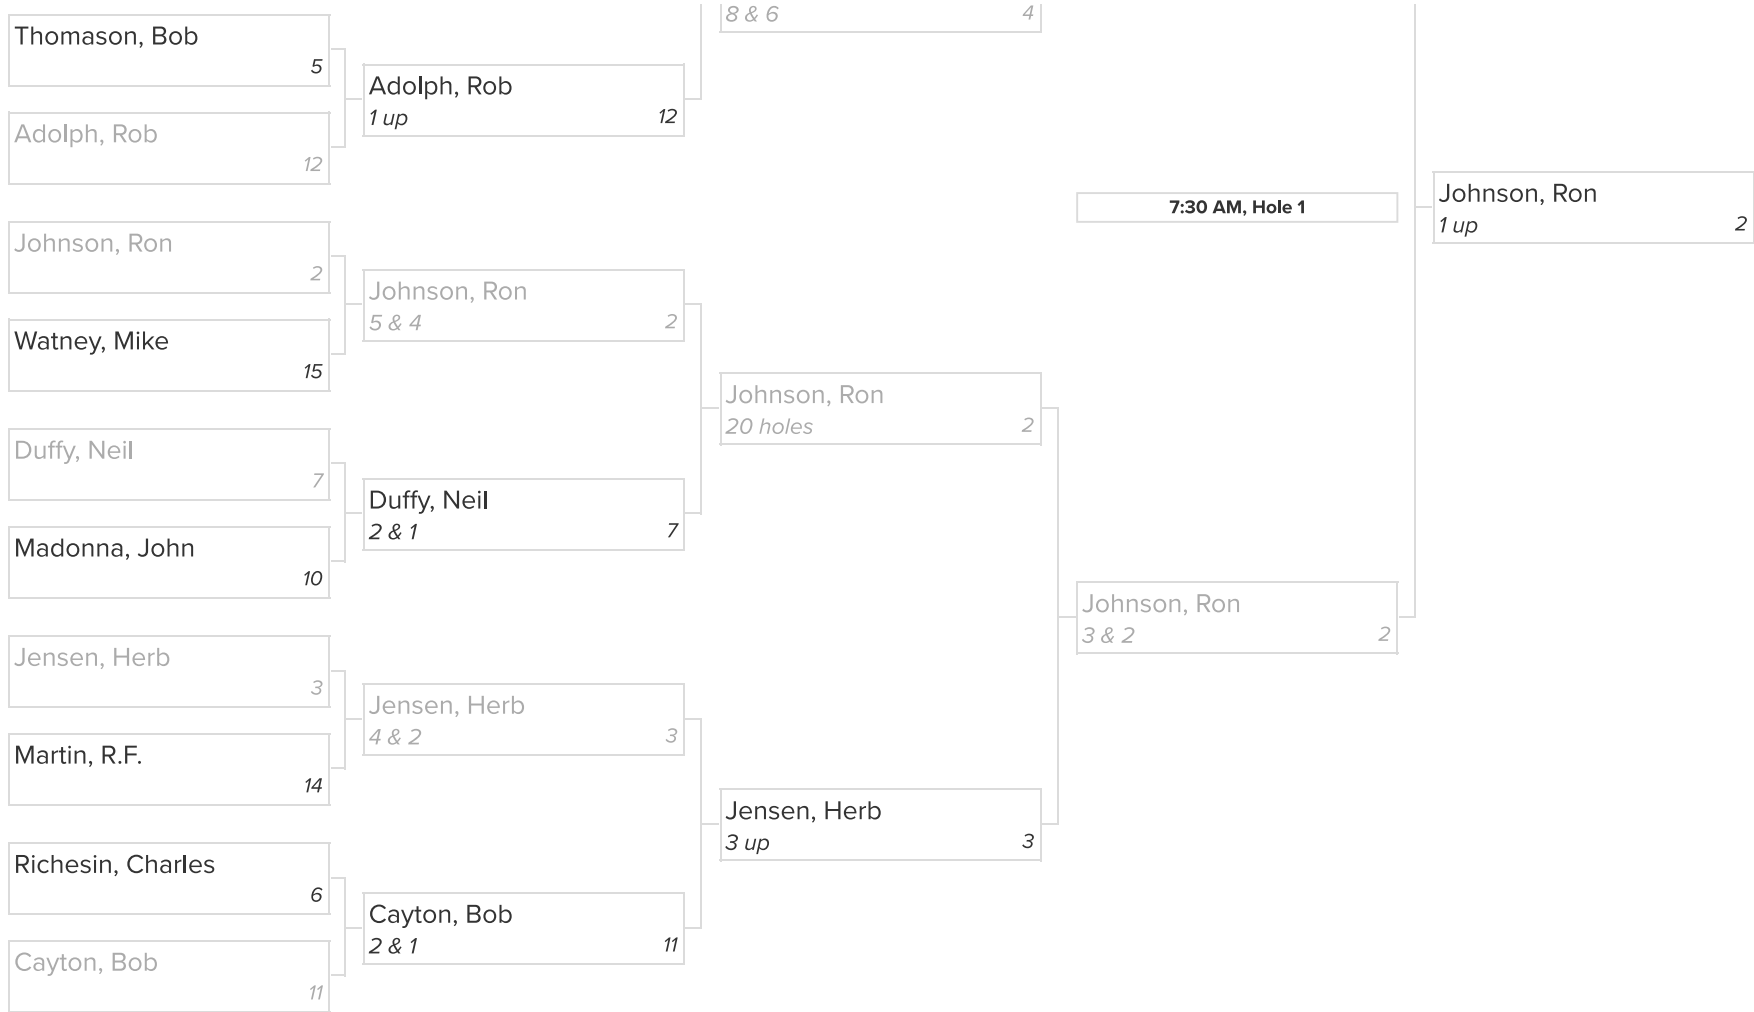 Thomason, Bob
5
Adolph, Rob
12
Johnson, Ron
2
Watney, Mike
15
Duffy, Neil
7
Madonna, John
10
Jensen, Herb
3
Martin, R.F.
14
Richesin, Charles
6
Cayton, Bob
11
Adolph, Rob
1 up 12
Johnson, Ron
5 & 4 2
Duffy, Neil
2 & 1 7
Jensen, Herb
4 & 2 3
Cayton, Bob
2 & 1 11
8 & 6 4
Johnson, Ron
20 holes 2
Jensen, Herb
3 up 3
7:30 AM, Hole 1
Johnson, Ron
3 & 2 2
Johnson, Ron
1 up 2